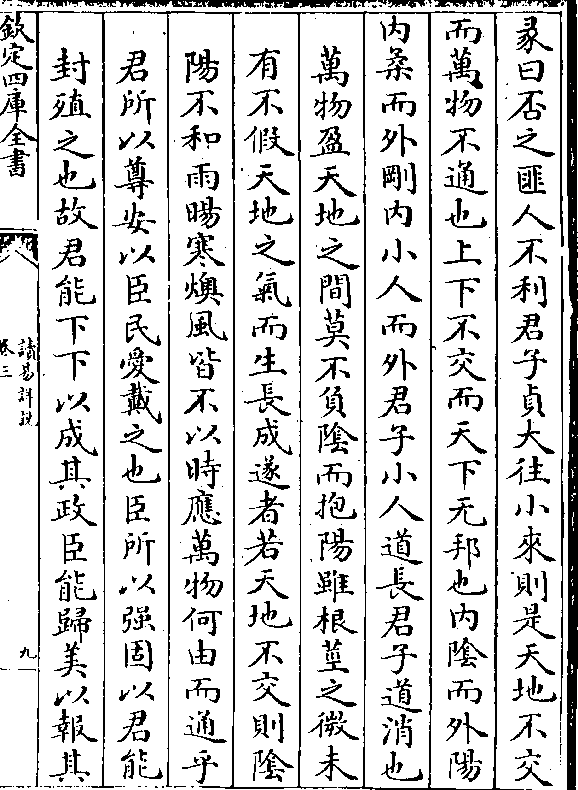 彖曰否之匪人不利君子貞大往小來則是天地不交
而萬物不通也上下不交而天下无邦也内陰而外陽
内柔而外剛内小人而外君子小人道長君子道消也
萬物盈天地之間莫不負陰而抱陽雖根莖之微未
有不假天地之氣而生長成遂者若天地不交則陰
陽不和雨暘寒燠風皆不以時應萬物何由而通乎
君所以尊安以臣民愛戴之也臣所以强固以君能
封殖之也故君能下下以成其政臣能歸美以報其
欽定四庫全書
讀易詳説
卷三
九